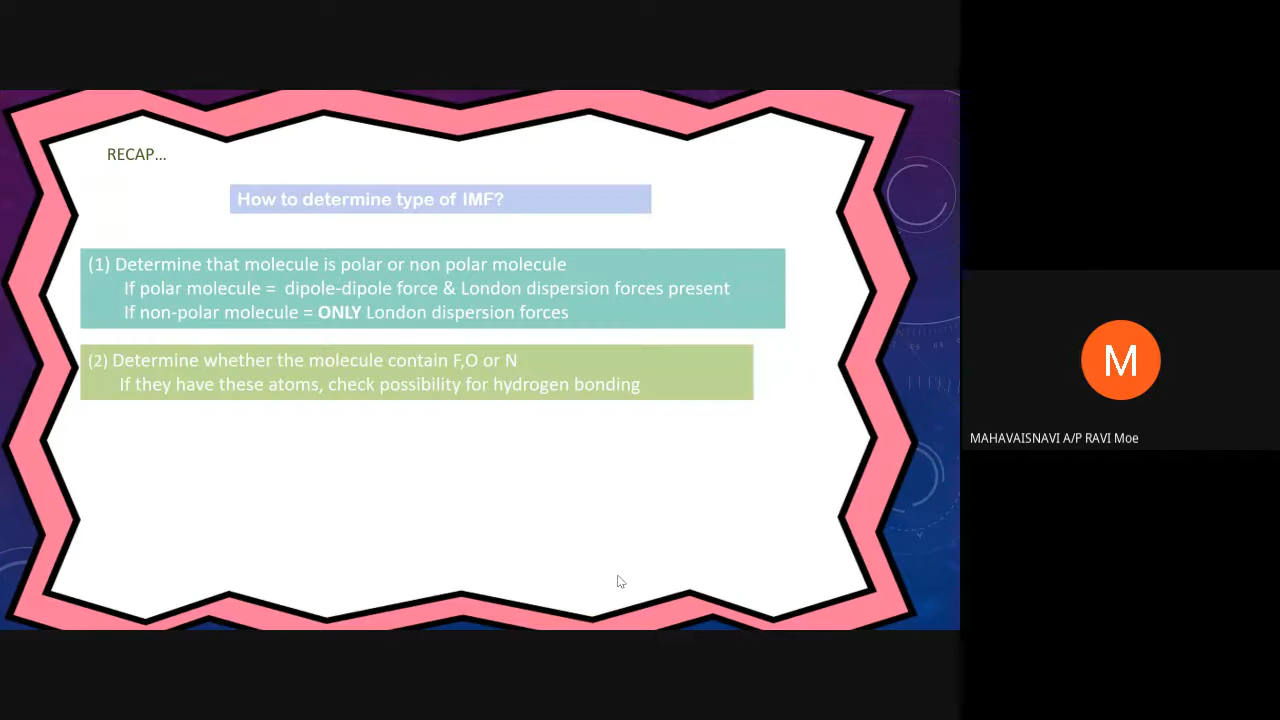 RECAP...
How to determine type of IMF?
(1) Determine that molecule is polar or non polar molecule
If polar molecule = dipole-dipole force & London dispersion forces present
If non-polar molecule = ONLY London dispersion forces
(2) Determine whether the molecule contain F,O or N
If they have these atoms, check possibility for hydrogen bonding
M
MAHAVAISNAVI A/P RAVI Moe